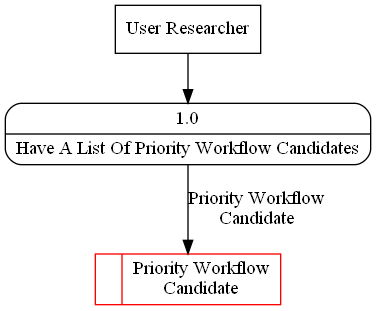 User Researcher
1.0
Have A List Of Priority Workflow Candidates
Priority Workflow
Candidate
Priority Workflow
Candidate